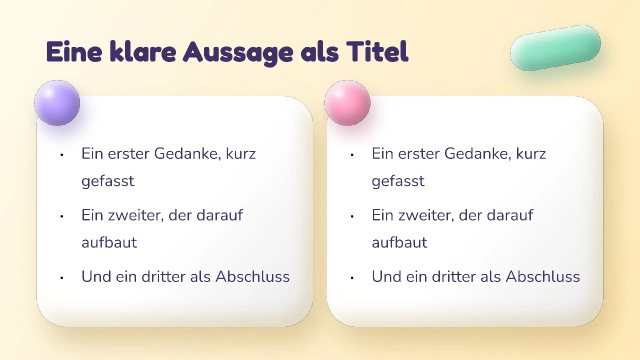 Eine klare Aussage als Titel
• Ein erster Gedanke, kurz
gefasst
• Ein zweiter, der darauf
aufbaut
• Und ein dritter als Abschluss
• Ein erster Gedanke, kurz
gefasst
• Ein zweiter, der darauf
aufbaut
• Und ein dritter als Abschluss